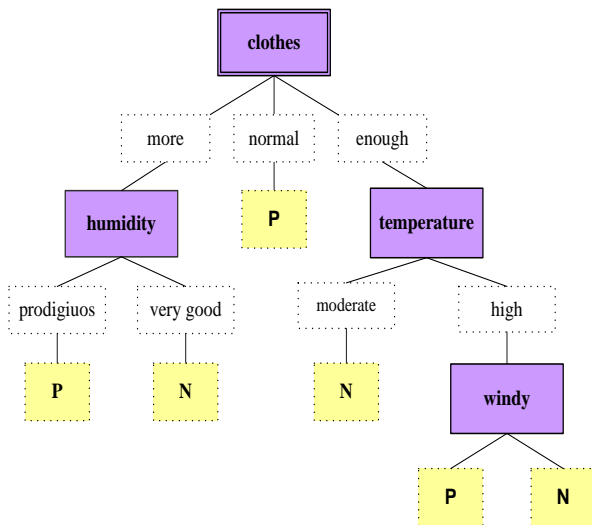 clothes
more
normal
enough
humidity
P
temperature
prodigiuos
very good
moderate
high
P
N
N
windy
P
N